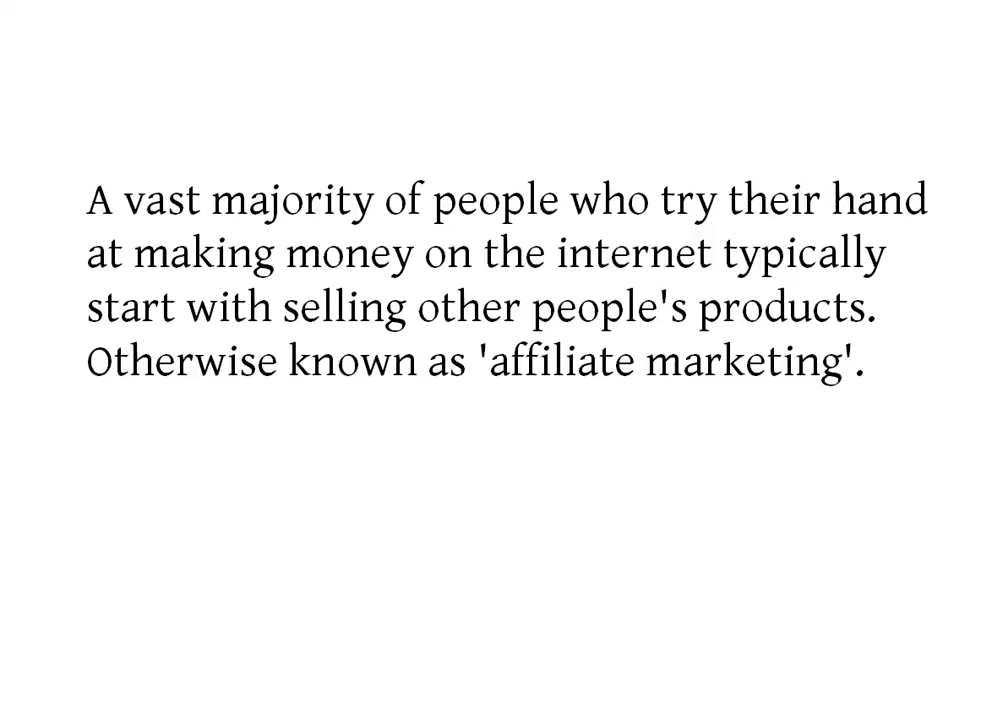 A vast majority of people who try their hand
at making money on the internet typically
start with selling other people's products.
Otherwise known as 'affiliate marketing'.